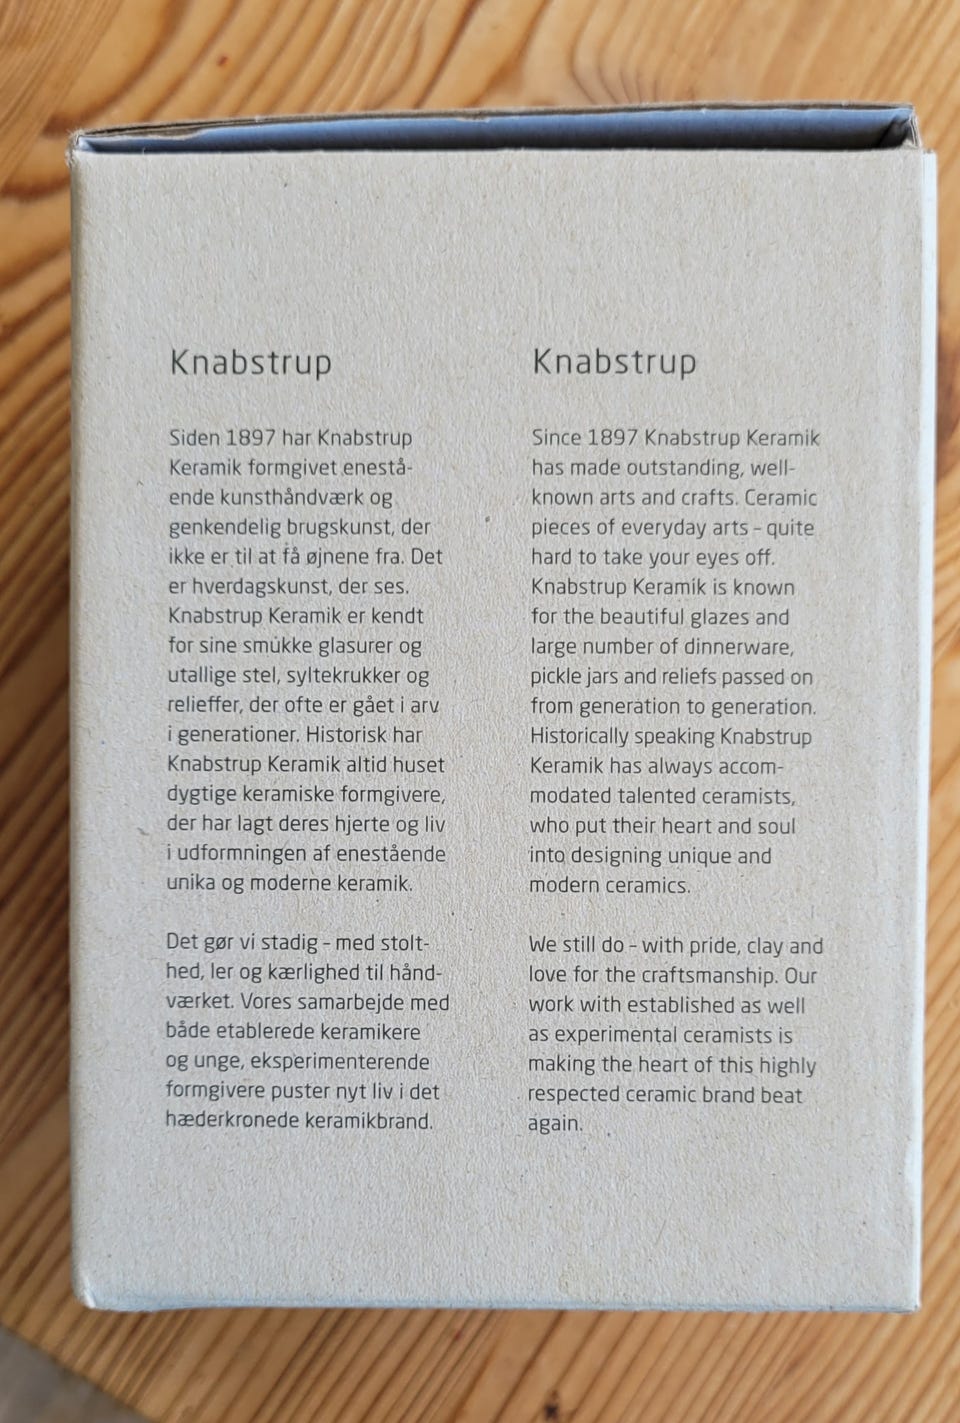 Knabstrup
Siden 1897 har Knabstrup
Keramik formgivet enestå-
ende kunsthåndværk og
genkendelig brugskunst, der
ikke er til at få øjnene fra. Det
er hverdagskunst, der ses.
Knabstrup Keramik er kendt
for sine smukke glasurer og
utallige stel, syltekrukker og
relieffer, der ofte er gået i arv
i generationer. Historisk har
Knabstrup Keramik altid huset
dygtige keramiske formgivere,
der har lagt deres hjerte og liv
i udformningen af enestående
unika og moderne keramik.
Det gør vi stadig – med stolt-
hed, ler og kærlighed til hånd-
værket. Vores samarbejde med
både etablerede keramikere
og unge, eksperimenterende
formgivere puster nyt liv i det
hæderkronede keramikbrand.
Knabstrup
Since 1897 Knabstrup Keramik
has made outstanding, well-
known arts and crafts. Ceramic
pieces of everyday arts – quite
hard to take your eyes off.
Knabstrup Keramik is known
for the beautiful glazes and
large number of dinnerware,
pickle jars and reliefs passed on
from generation to generation.
Historically speaking Knabstrup
Keramik has always accom-
modated talented ceramists,
who put their heart and soul
into designing unique and
modern ceramics.
We still do – with pride, clay and
love for the craftsmanship. Our
work with established as well
as experimental ceramists is
making the heart of this highly
respected ceramic brand beat
again.